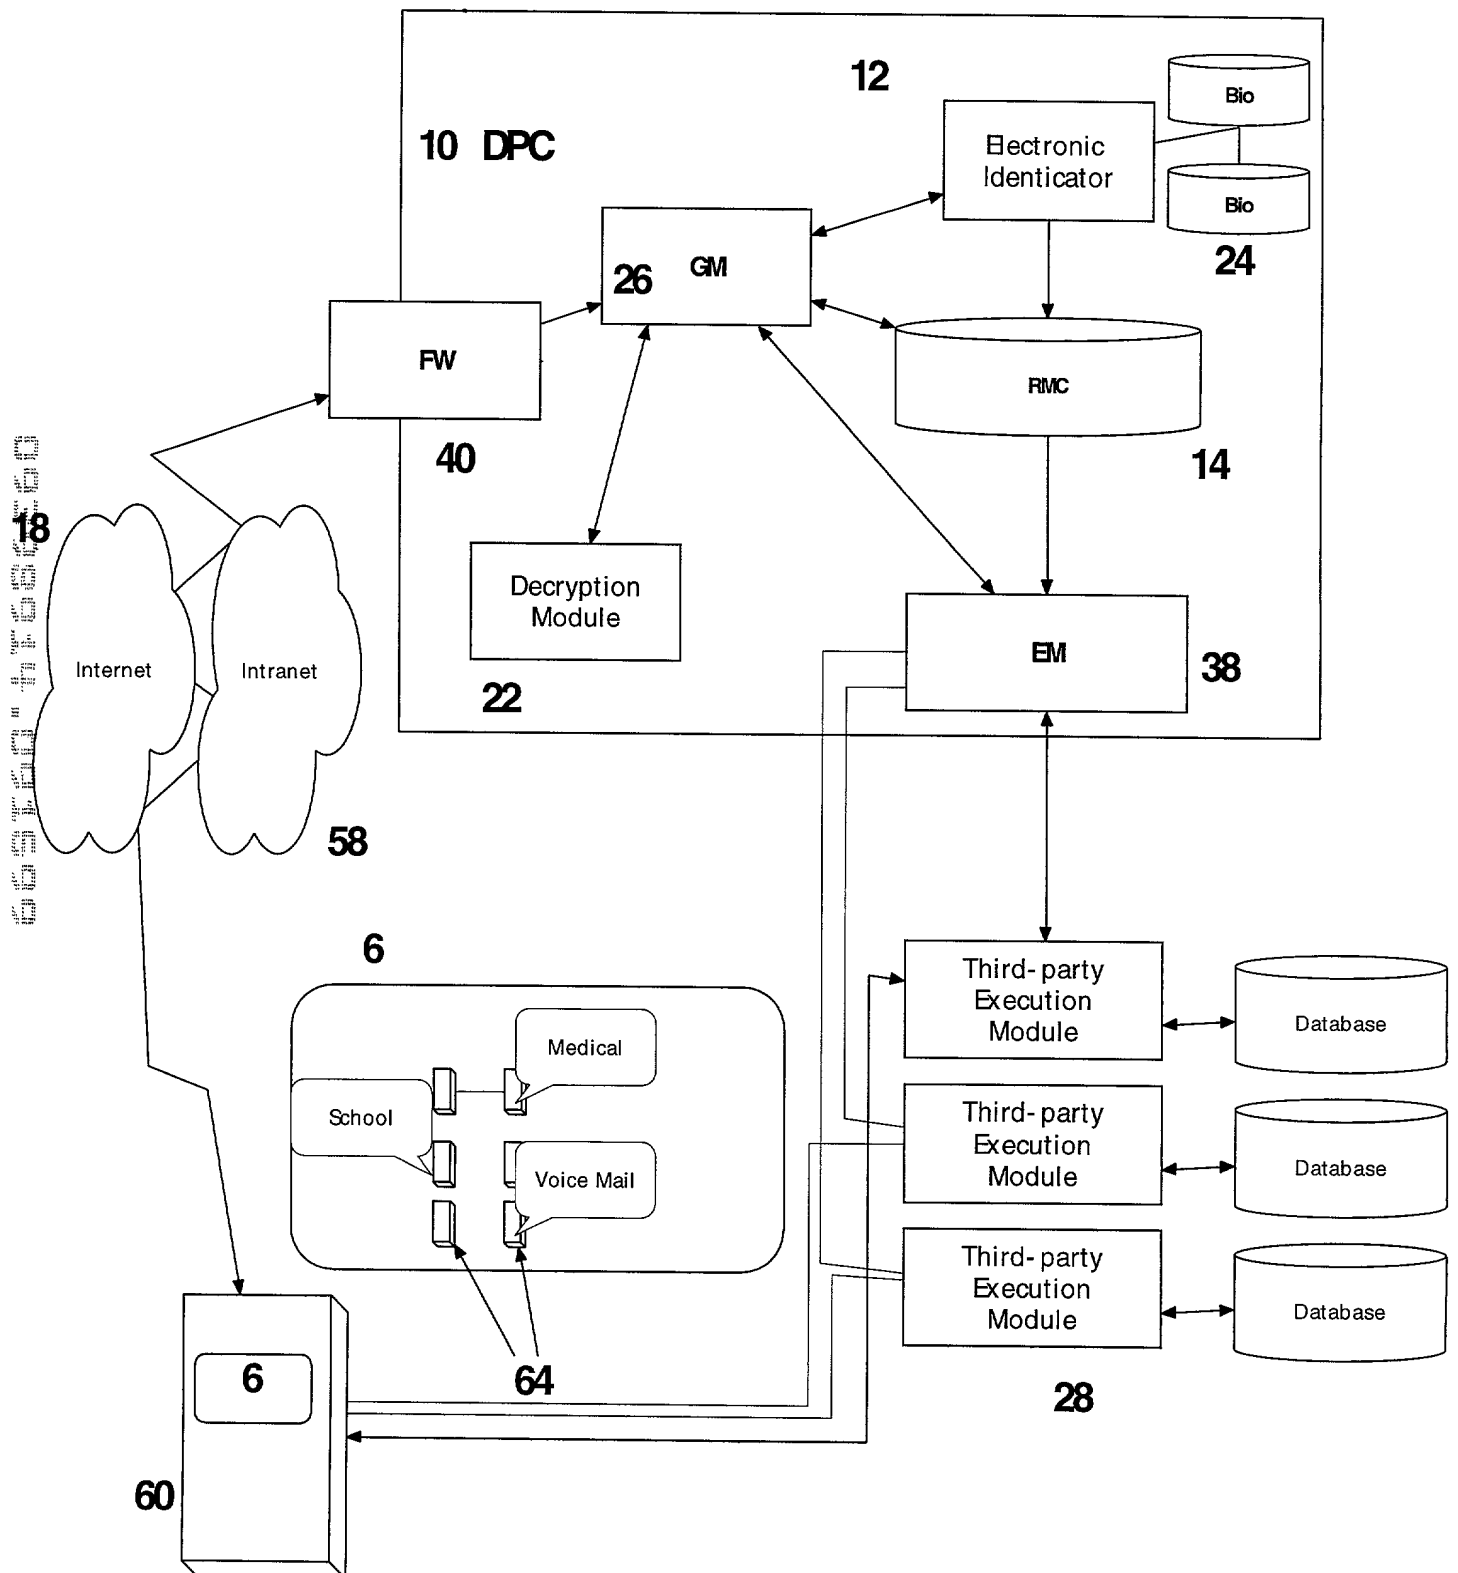 12
Bio
10 DPC
Electronic
Identicator
Bio
24
26
GM
FW
RMC
40
14
18
Decryption
Module
Internet
Intranet
EM
38
22
58
6
Third-party
Execution
Module
Database
Medical
School
Third-party
Execution
Module
Database
Voice Mail
Third-party
Execution
Module
Database
64
6
28
60